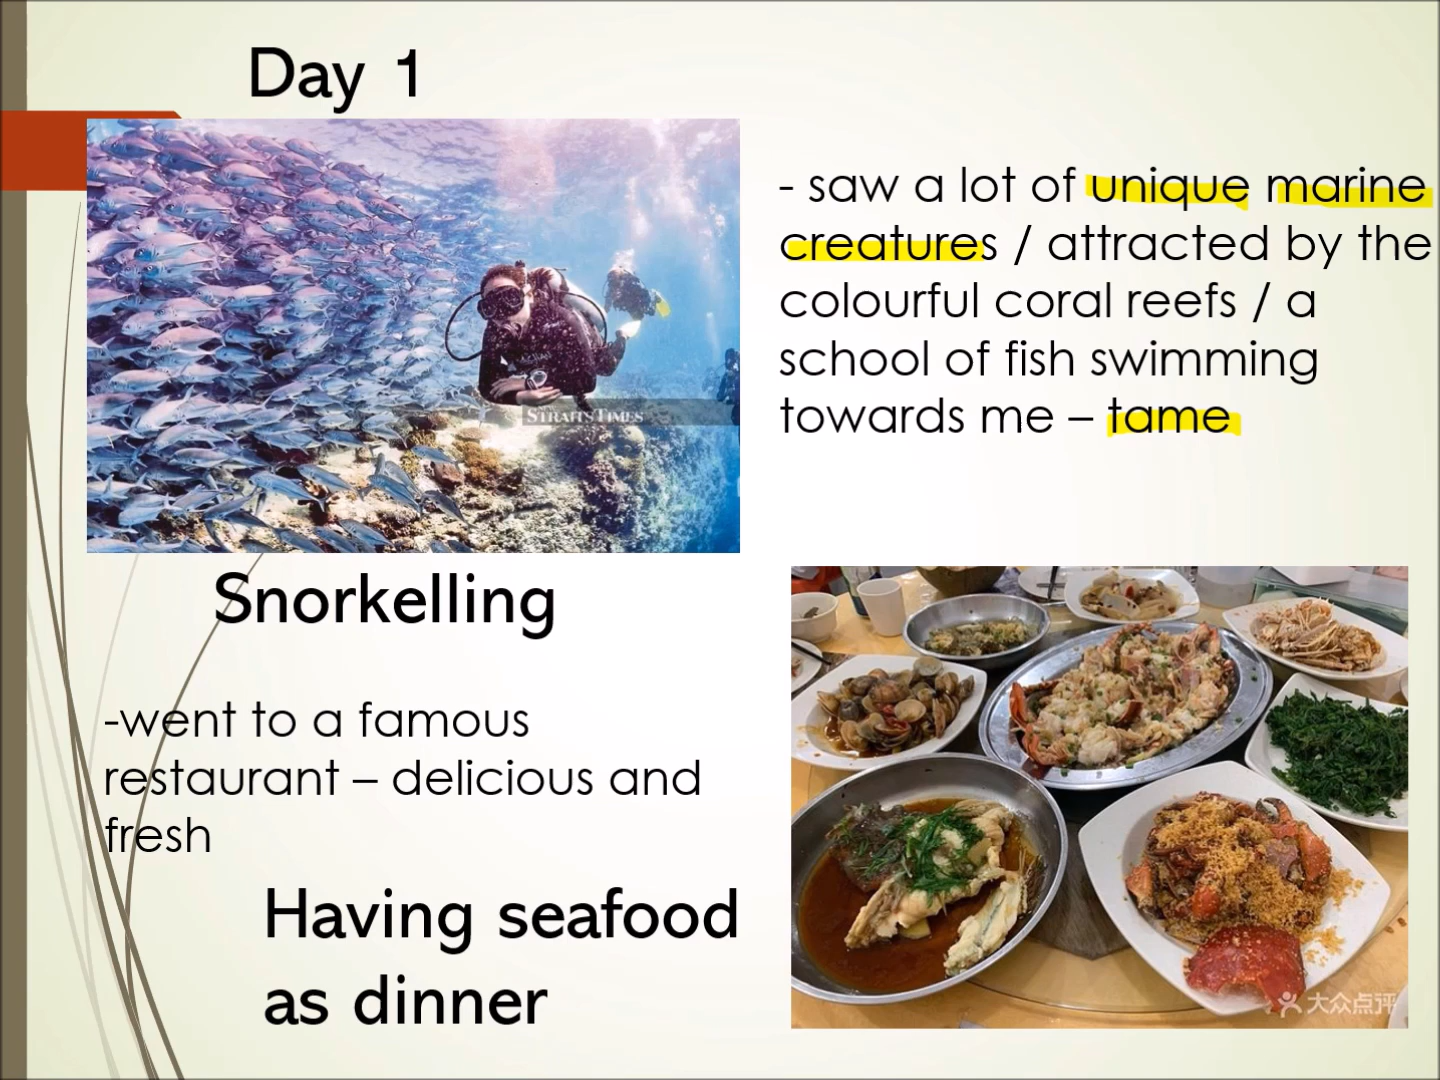 Day 1
- saw a lot of unique marine
creatures / attracted by the
colourful coral reefs / a
school of fish swimming
towards me – tame
STRAITS TIMES
Snorkelling
-went to a famous
restaurant – delicious and
fresh
Having seafood
as dinner
大众点评